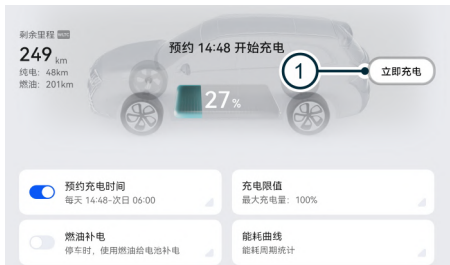 剩余里程
249 km
纯电: 48km
燃油: 201km
预约 14:48 开始充电
1
立即充电
27%
预约充电时间
每天 14:48-次日 06:00
充电限值
最大充电量: 100%
燃油补电
停车时，使用燃油给电池补电
能耗曲线
能耗周期统计